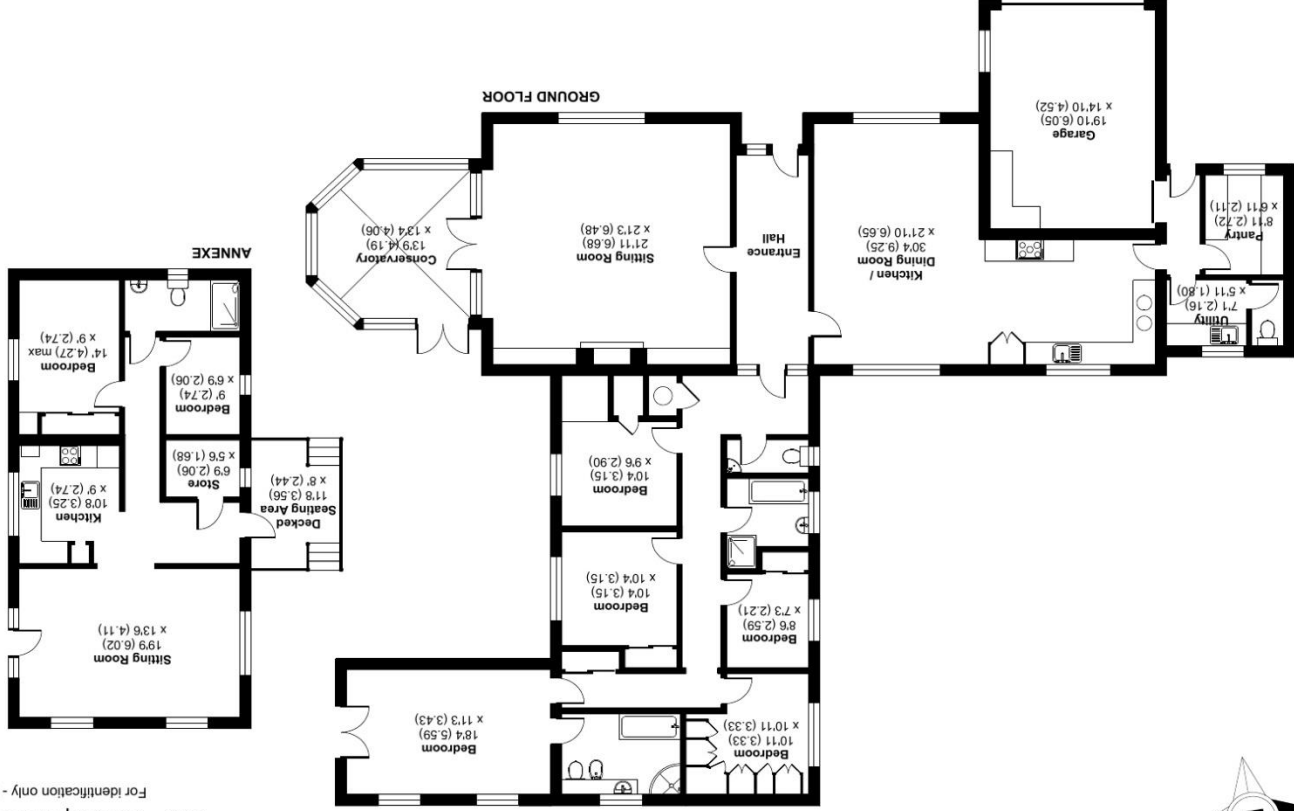 For identification only -
Bedroom
10'11 (3.33)
x 10'11 (3.33)
Bedroom
18'4 (5.59)
x 11'3 (3.43)
Sitting Room
19'9 (6.02)
x 13'6 (4.11)
Bedroom
8'6 (2.59)
x 7'3 (2.21)
Bedroom
10'4 (3.15)
x 10'4 (3.15)
Decked
Seating Area
11'8 (3.56)
x 8' (2.44)
Kitchen
10'8 (3.25)
x 9' (2.74)
Store
6'9 (2.06)
x 5'6 (1.68)
Bedroom
10'4 (3.15)
x 9'6 (2.90)
Bedroom
9' (2.74)
x 6'9 (2.06)
Bedroom
14' (4.27) max
x 9' (2.74)
ANNEXE
Utility
7'1 (2.16)
x 5'11 (1.80)
Pantry
8'11 (2.72)
x 6'11 (2.11)
Kitchen /
Dining Room
30'4 (9.25)
x 21'10 (6.65)
Entrance
Hall
Sitting Room
21'11 (6.68)
x 21'3 (6.48)
Conservatory
13'9 (4.19)
x 13'4 (4.06)
Garage
19'10 (6.05)
x 14'10 (4.52)
GROUND FLOOR